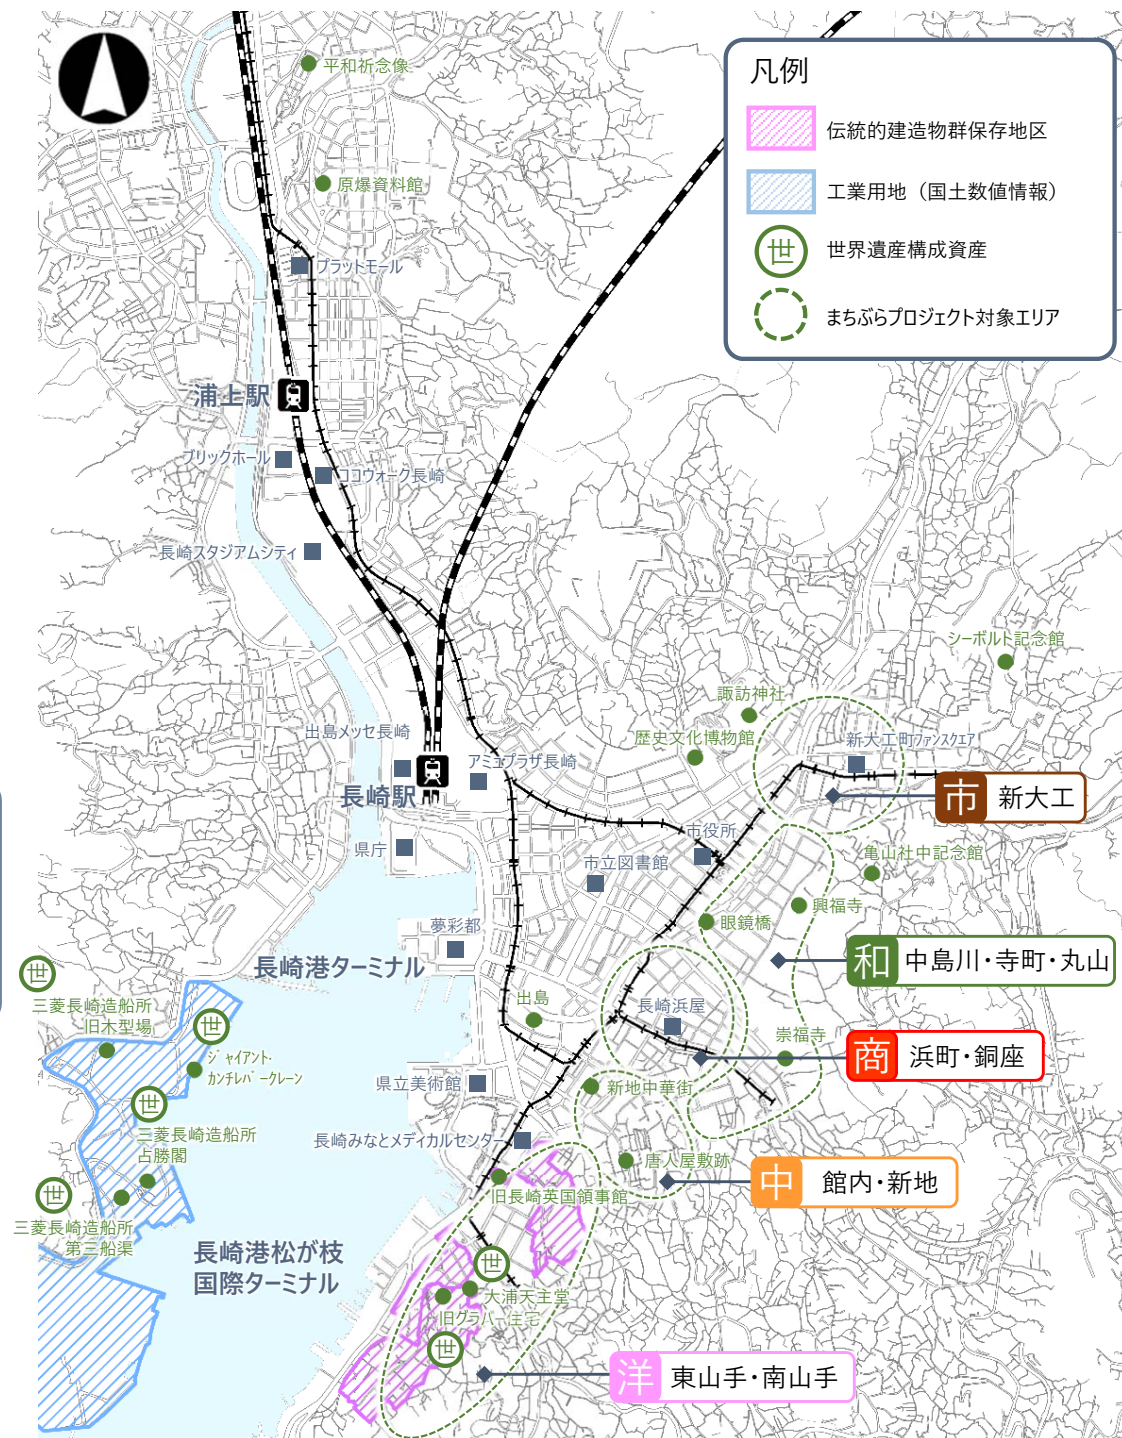 凡例
伝統的建造物群保存地区
工業用地（国土数値情報）
世 世界遺産構成資産
まちぶらプロジェクト対象エリア
平和祈念像
原爆資料館
プラットモール
浦上駅
ブリックホール
ココウォーク長崎
長崎スタジアムシティ
シーボルト記念館
諏訪神社
出島メッセ長崎
歴史文化博物館
新大工町ファンスクエア
アミュプラザ長崎
長崎駅
市 新大工
市役所
県庁
市立図書館
亀山社中記念館
興福寺
眼鏡橋
夢彩都
和 中島川・寺町・丸山
長崎港ターミナル
世
三菱長崎造船所
旧木型場
世
出島
長崎浜屋
崇福寺
商 浜町・銅座
ジャイアント・
カンチレバークレーン
県立美術館
新地中華街
世
三菱長崎造船所
占勝閣
長崎みなとメディカルセンター
唐人屋敷跡
中 館内・新地
世
旧長崎英国領事館
三菱長崎造船所
第三船渠
長崎港松が枝
国際ターミナル
世
大浦天主堂
旧グラバー住宅
世
洋 東山手・南山手